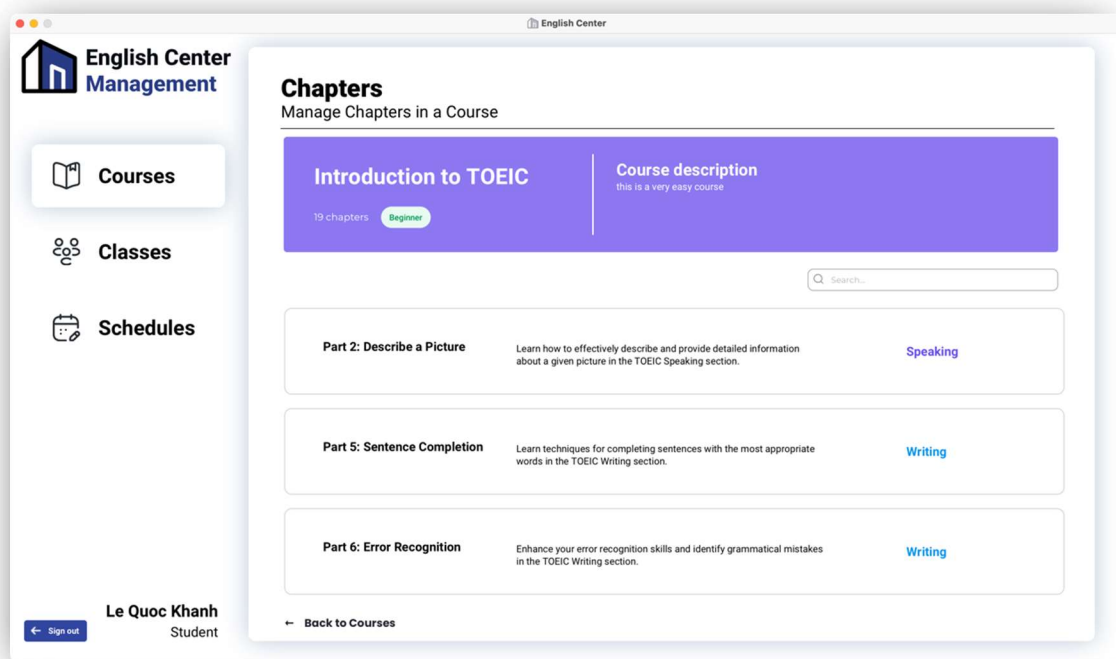 English Center
English Center
Management
Courses
Classes
Schedules
Le Quoc Khanh
Student
← Sign out
Chapters
Manage Chapters in a Course
Introduction to TOEIC
19 chapters
Beginner
Course description
this is a very easy course
Search...
Part 2: Describe a Picture
Learn how to effectively describe and provide detailed information
about a given picture in the TOEIC Speaking section.
Speaking
Part 5: Sentence Completion
Learn techniques for completing sentences with the most appropriate
words in the TOEIC Writing section.
Writing
Part 6: Error Recognition
Enhance your error recognition skills and identify grammatical mistakes
in the TOEIC Writing section.
Writing
← Back to Courses